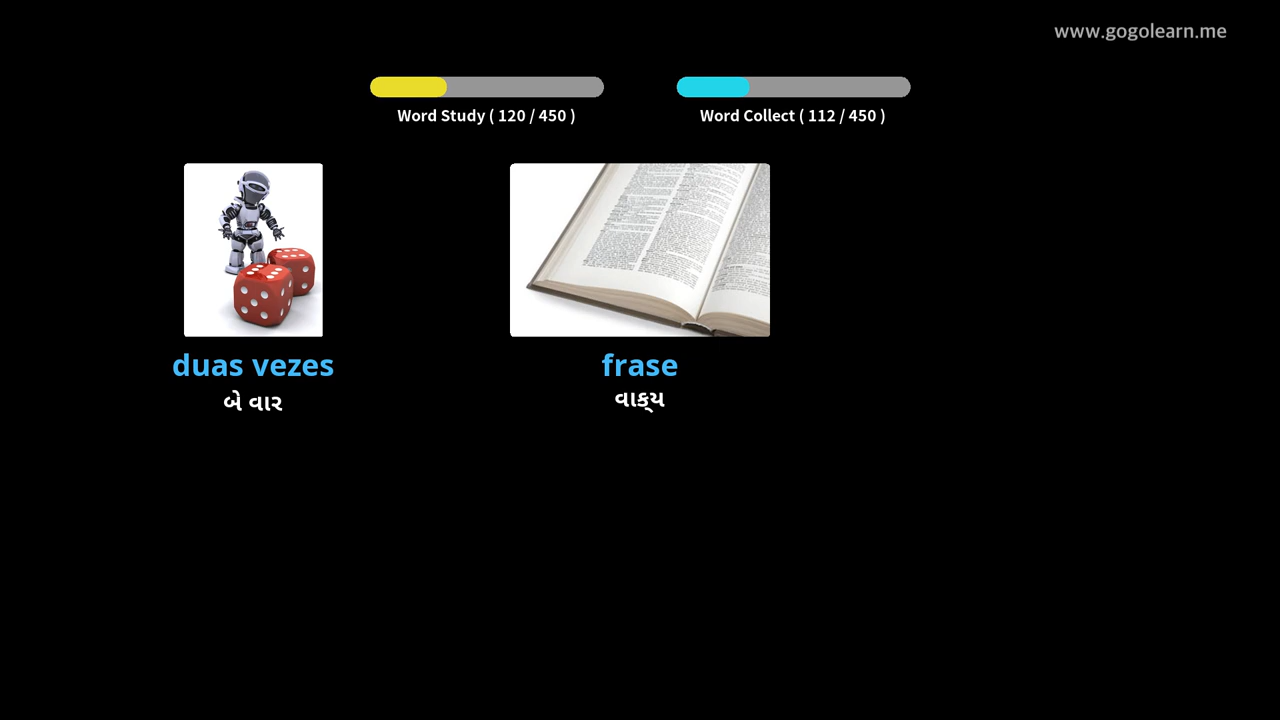 www.gogolearn.me
Word Study ( 120 / 450 )
Word Collect ( 112 / 450 )
duas vezes
બે વાર
frase
વાક્ય